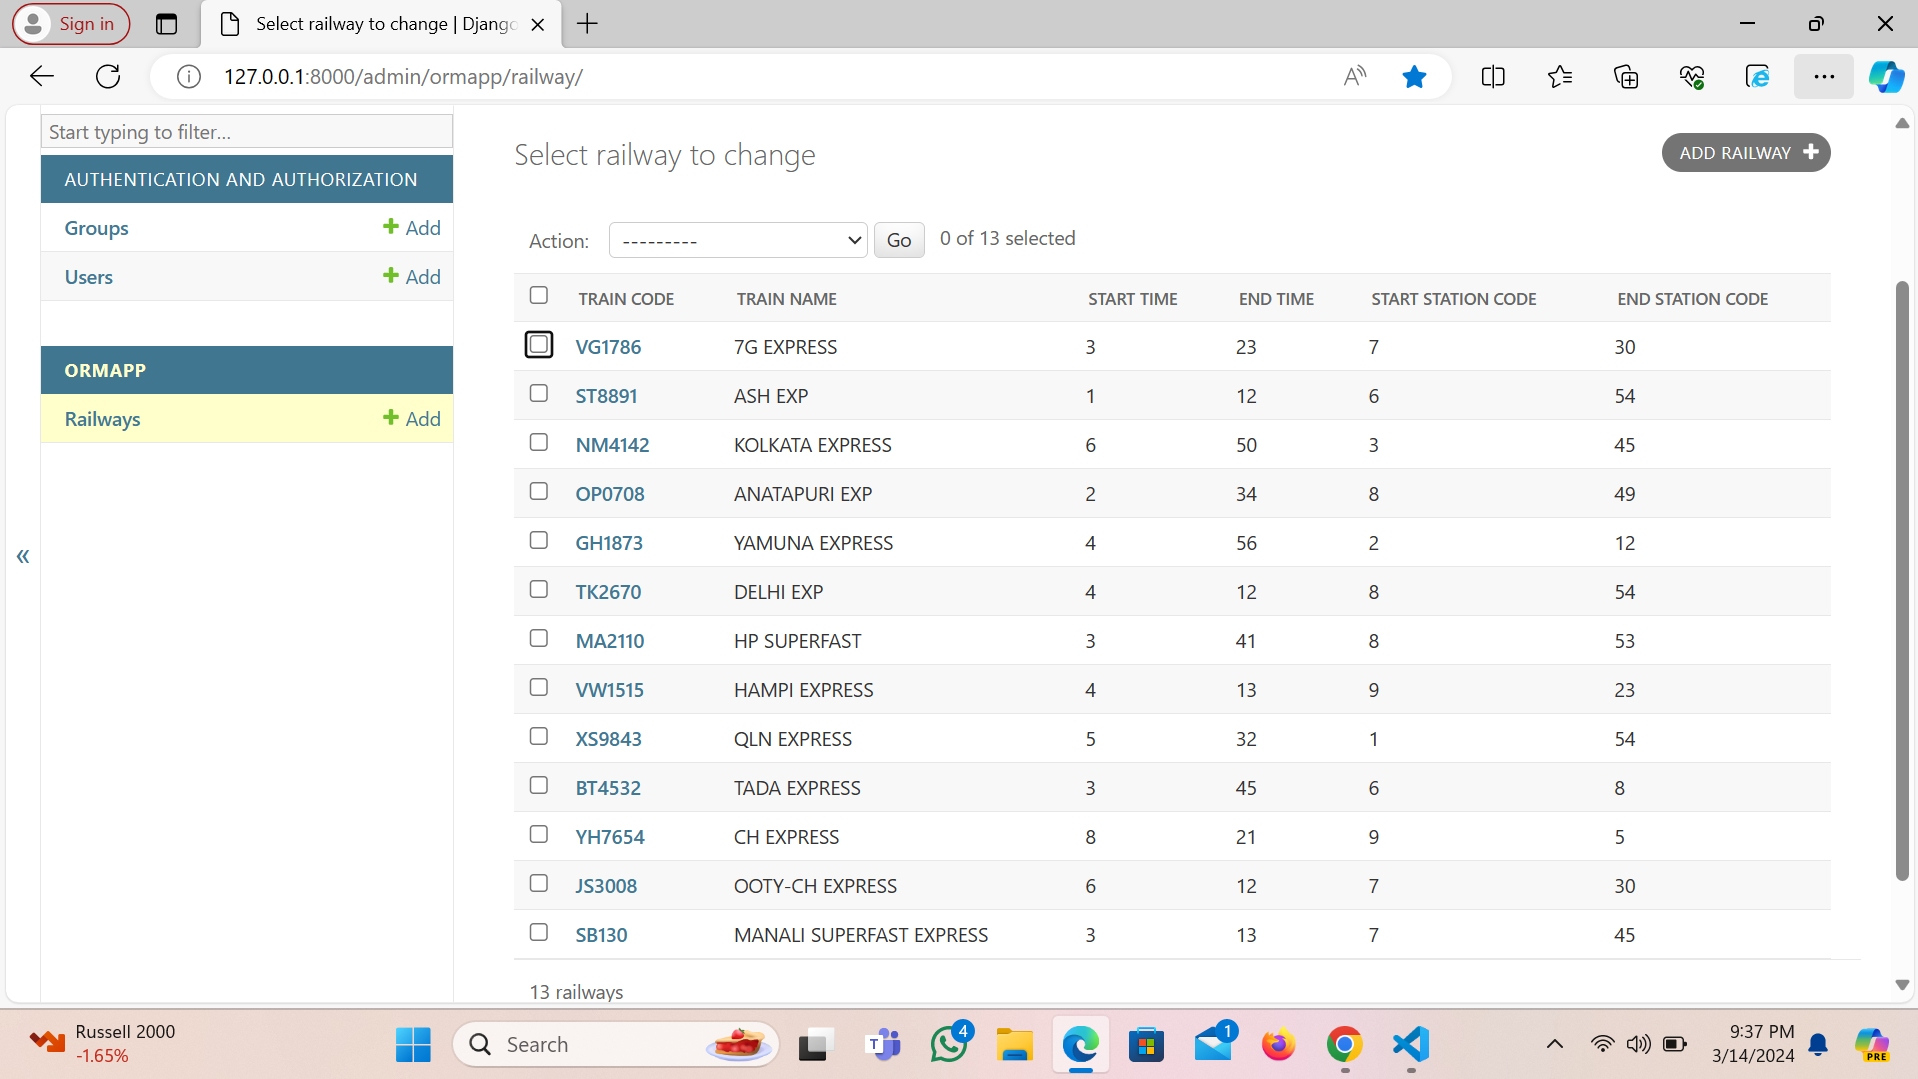 Sign in
Select railway to change | Django
127.0.0.1:8000/admin/ormapp/railway/
Start typing to filter...
AUTHENTICATION AND AUTHORIZATION
Groups + Add
Users + Add
ORMAPP
Railways + Add
«
Select railway to change
ADD RAILWAY +
Action: --------- Go 0 of 13 selected
TRAIN CODE TRAIN NAME START TIME END TIME START STATION CODE END STATION CODE
VG1786 7G EXPRESS 3 23 7 30
ST8891 ASH EXP 1 12 6 54
NM4142 KOLKATA EXPRESS 6 50 3 45
OP0708 ANATAPURI EXP 2 34 8 49
GH1873 YAMUNA EXPRESS 4 56 2 12
TK2670 DELHI EXP 4 12 8 54
MA2110 HP SUPERFAST 3 41 8 53
VW1515 HAMPI EXPRESS 4 13 9 23
XS9843 QLN EXPRESS 5 32 1 54
BT4532 TADA EXPRESS 3 45 6 8
YH7654 CH EXPRESS 8 21 9 5
JS3008 OOTY-CH EXPRESS 6 12 7 30
SB130 MANALI SUPERFAST EXPRESS 3 13 7 45
13 railways
Russell 2000
-1.65%
Search
4
1
9:37 PM
3/14/2024
PRE